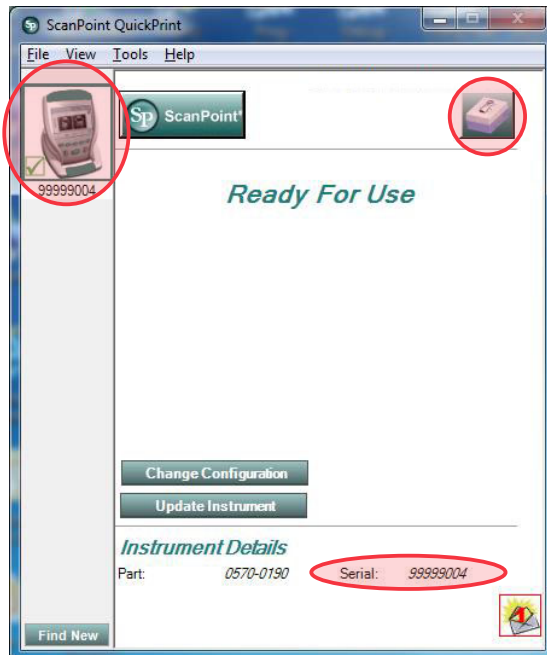 ScanPoint QuickPrint
File View Tools Help
Sp ScanPoint®
99999004
Ready For Use
Change Configuration
Update Instrument
Instrument Details
Part: 0570-0190 Serial: 99999004
Find New